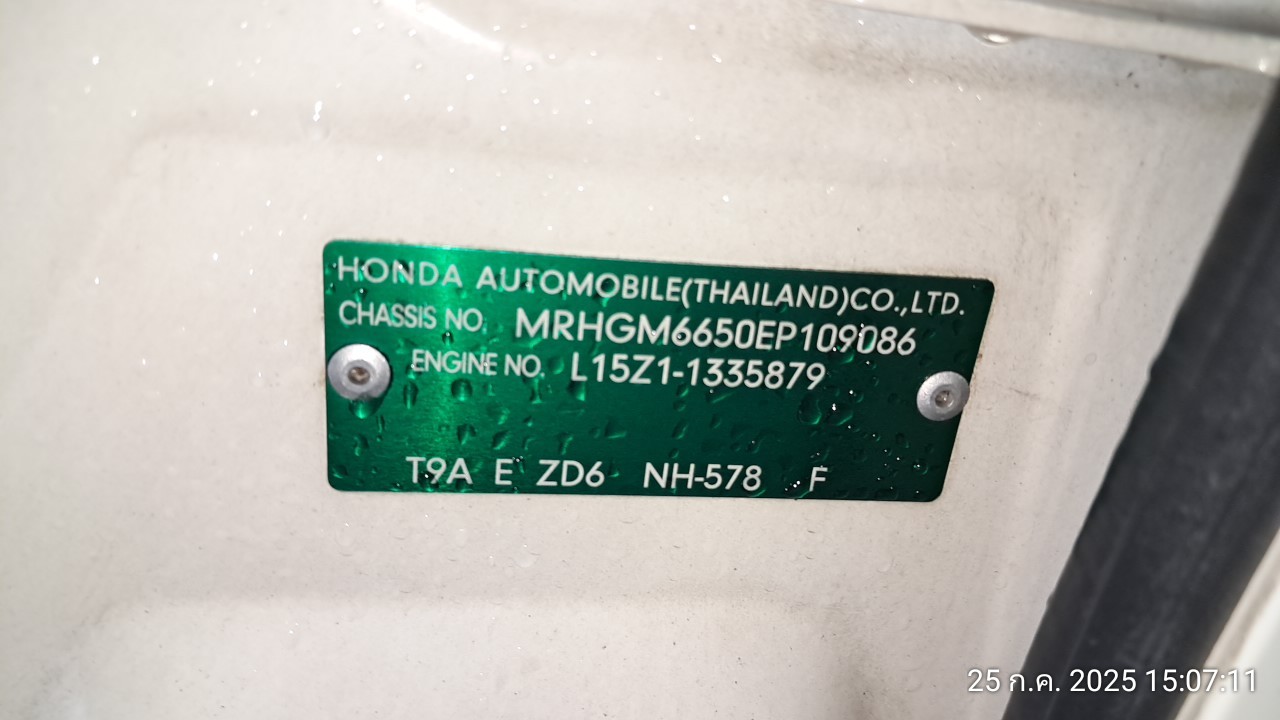 HONDA AUTOMOBILE(THAILAND)CO.,LTD.
CHASSIS NO. MRHGM6650EP109086
ENGINE NO. L15Z1-1335879
T9A E ZD6 NH-578 F
25 ก.ค. 2025 15:07:11